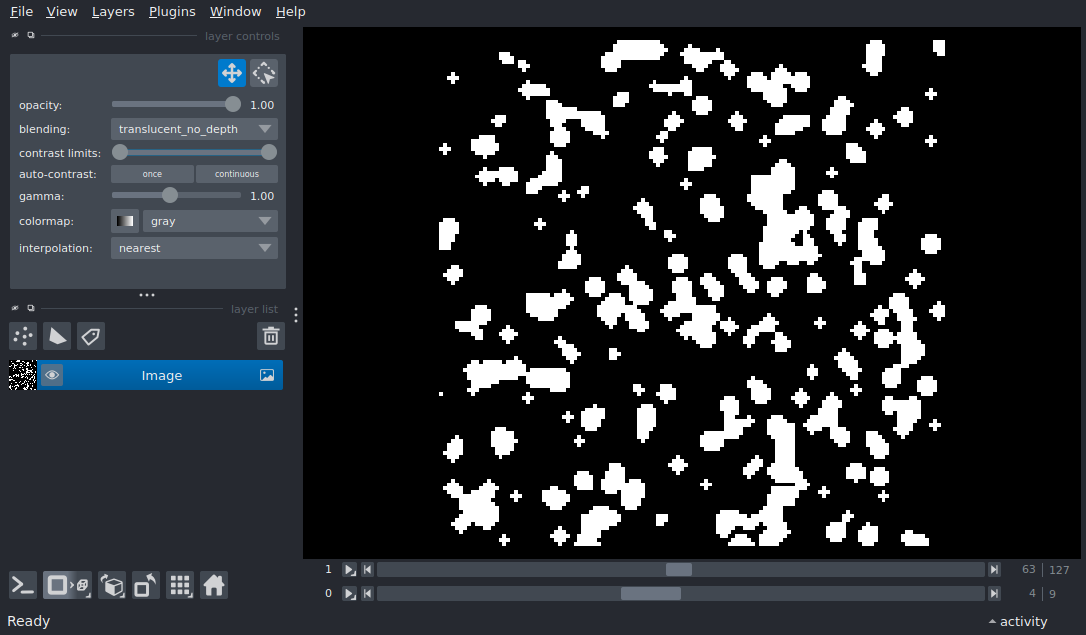 File View Layers Plugins Window Help
layer controls
opacity: 1.00
blending: translucent_no_depth
contrast limits:
auto-contrast: once continuous
gamma: 1.00
colormap: gray
interpolation: nearest
layer list
Image
1 63 127
0 4 9
Ready activity